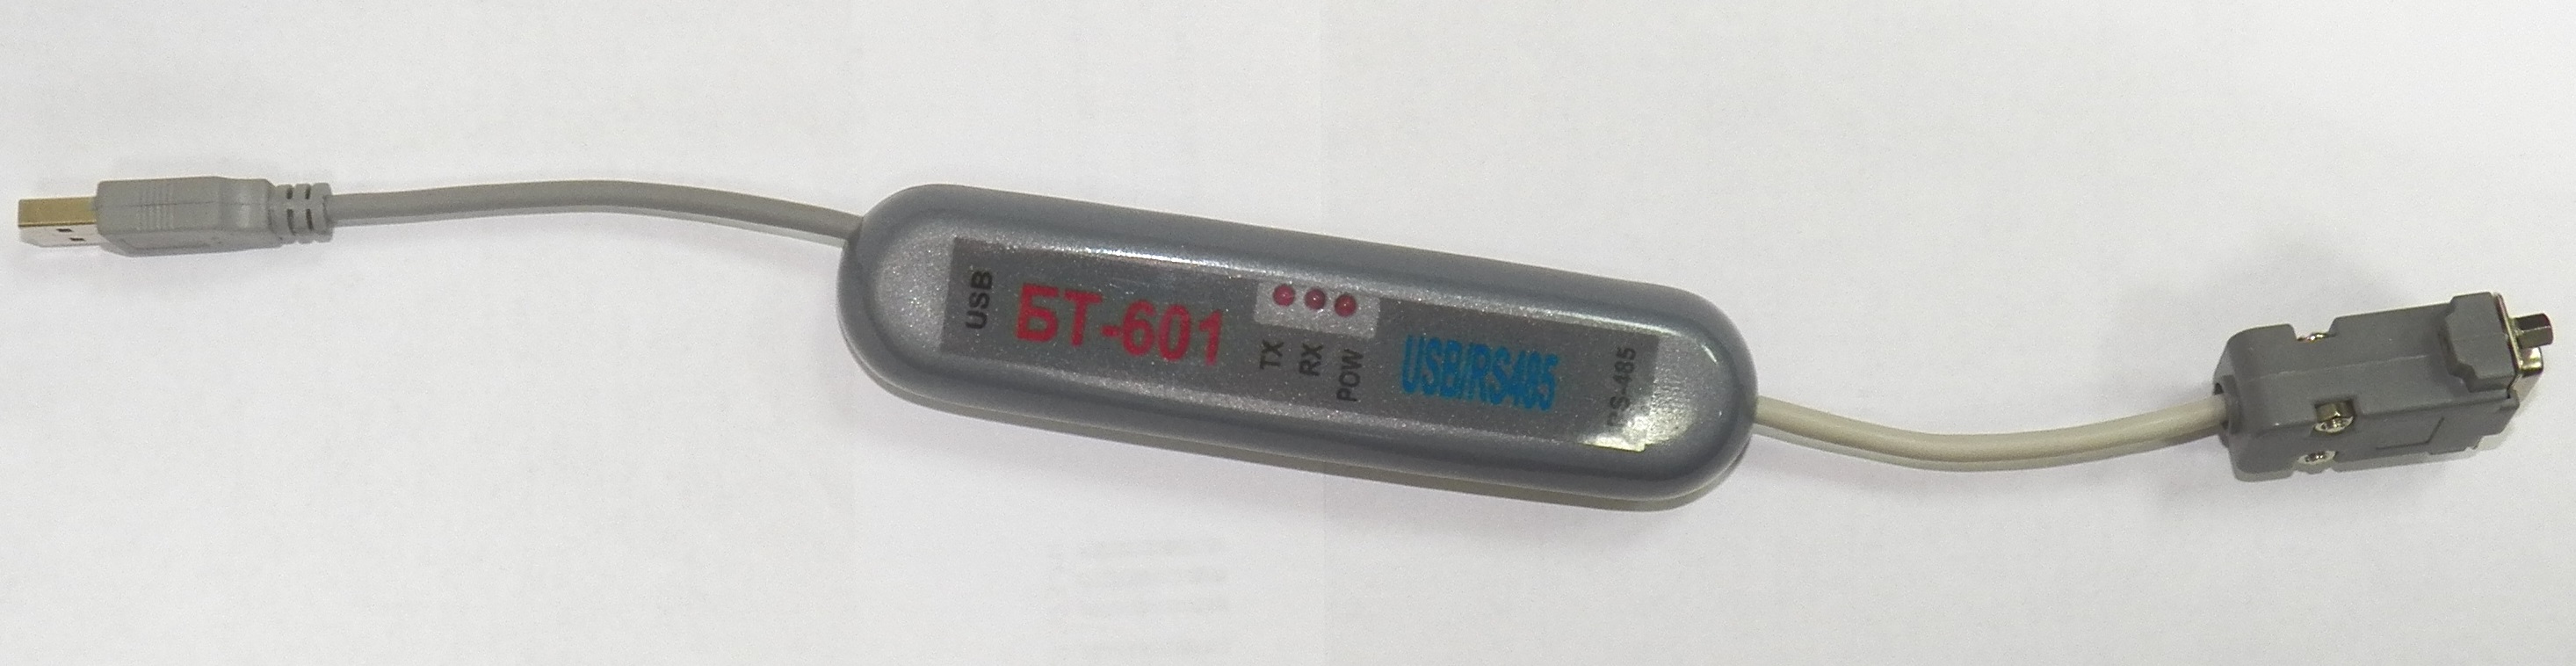 USB
БТ-601
TX
RX
POW
USB/RS485
RS-485